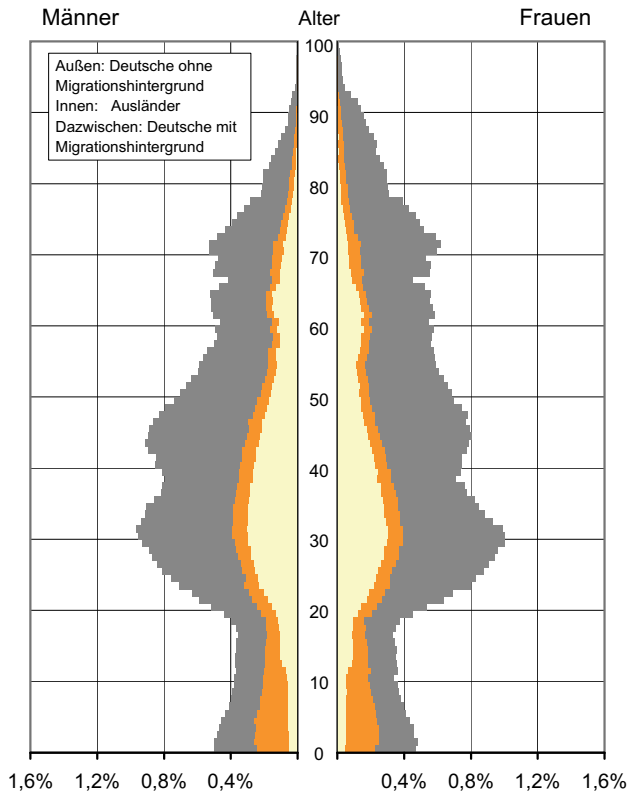 Männer Alter Frauen
Außen: Deutsche ohne
Migrationshintergrund
Innen: Ausländer
Dazwischen: Deutsche mit
Migrationshintergrund
100
90
80
70
60
50
40
30
20
10
0
1,6% 1,2% 0,8% 0,4% 0,4% 0,8% 1,2% 1,6%